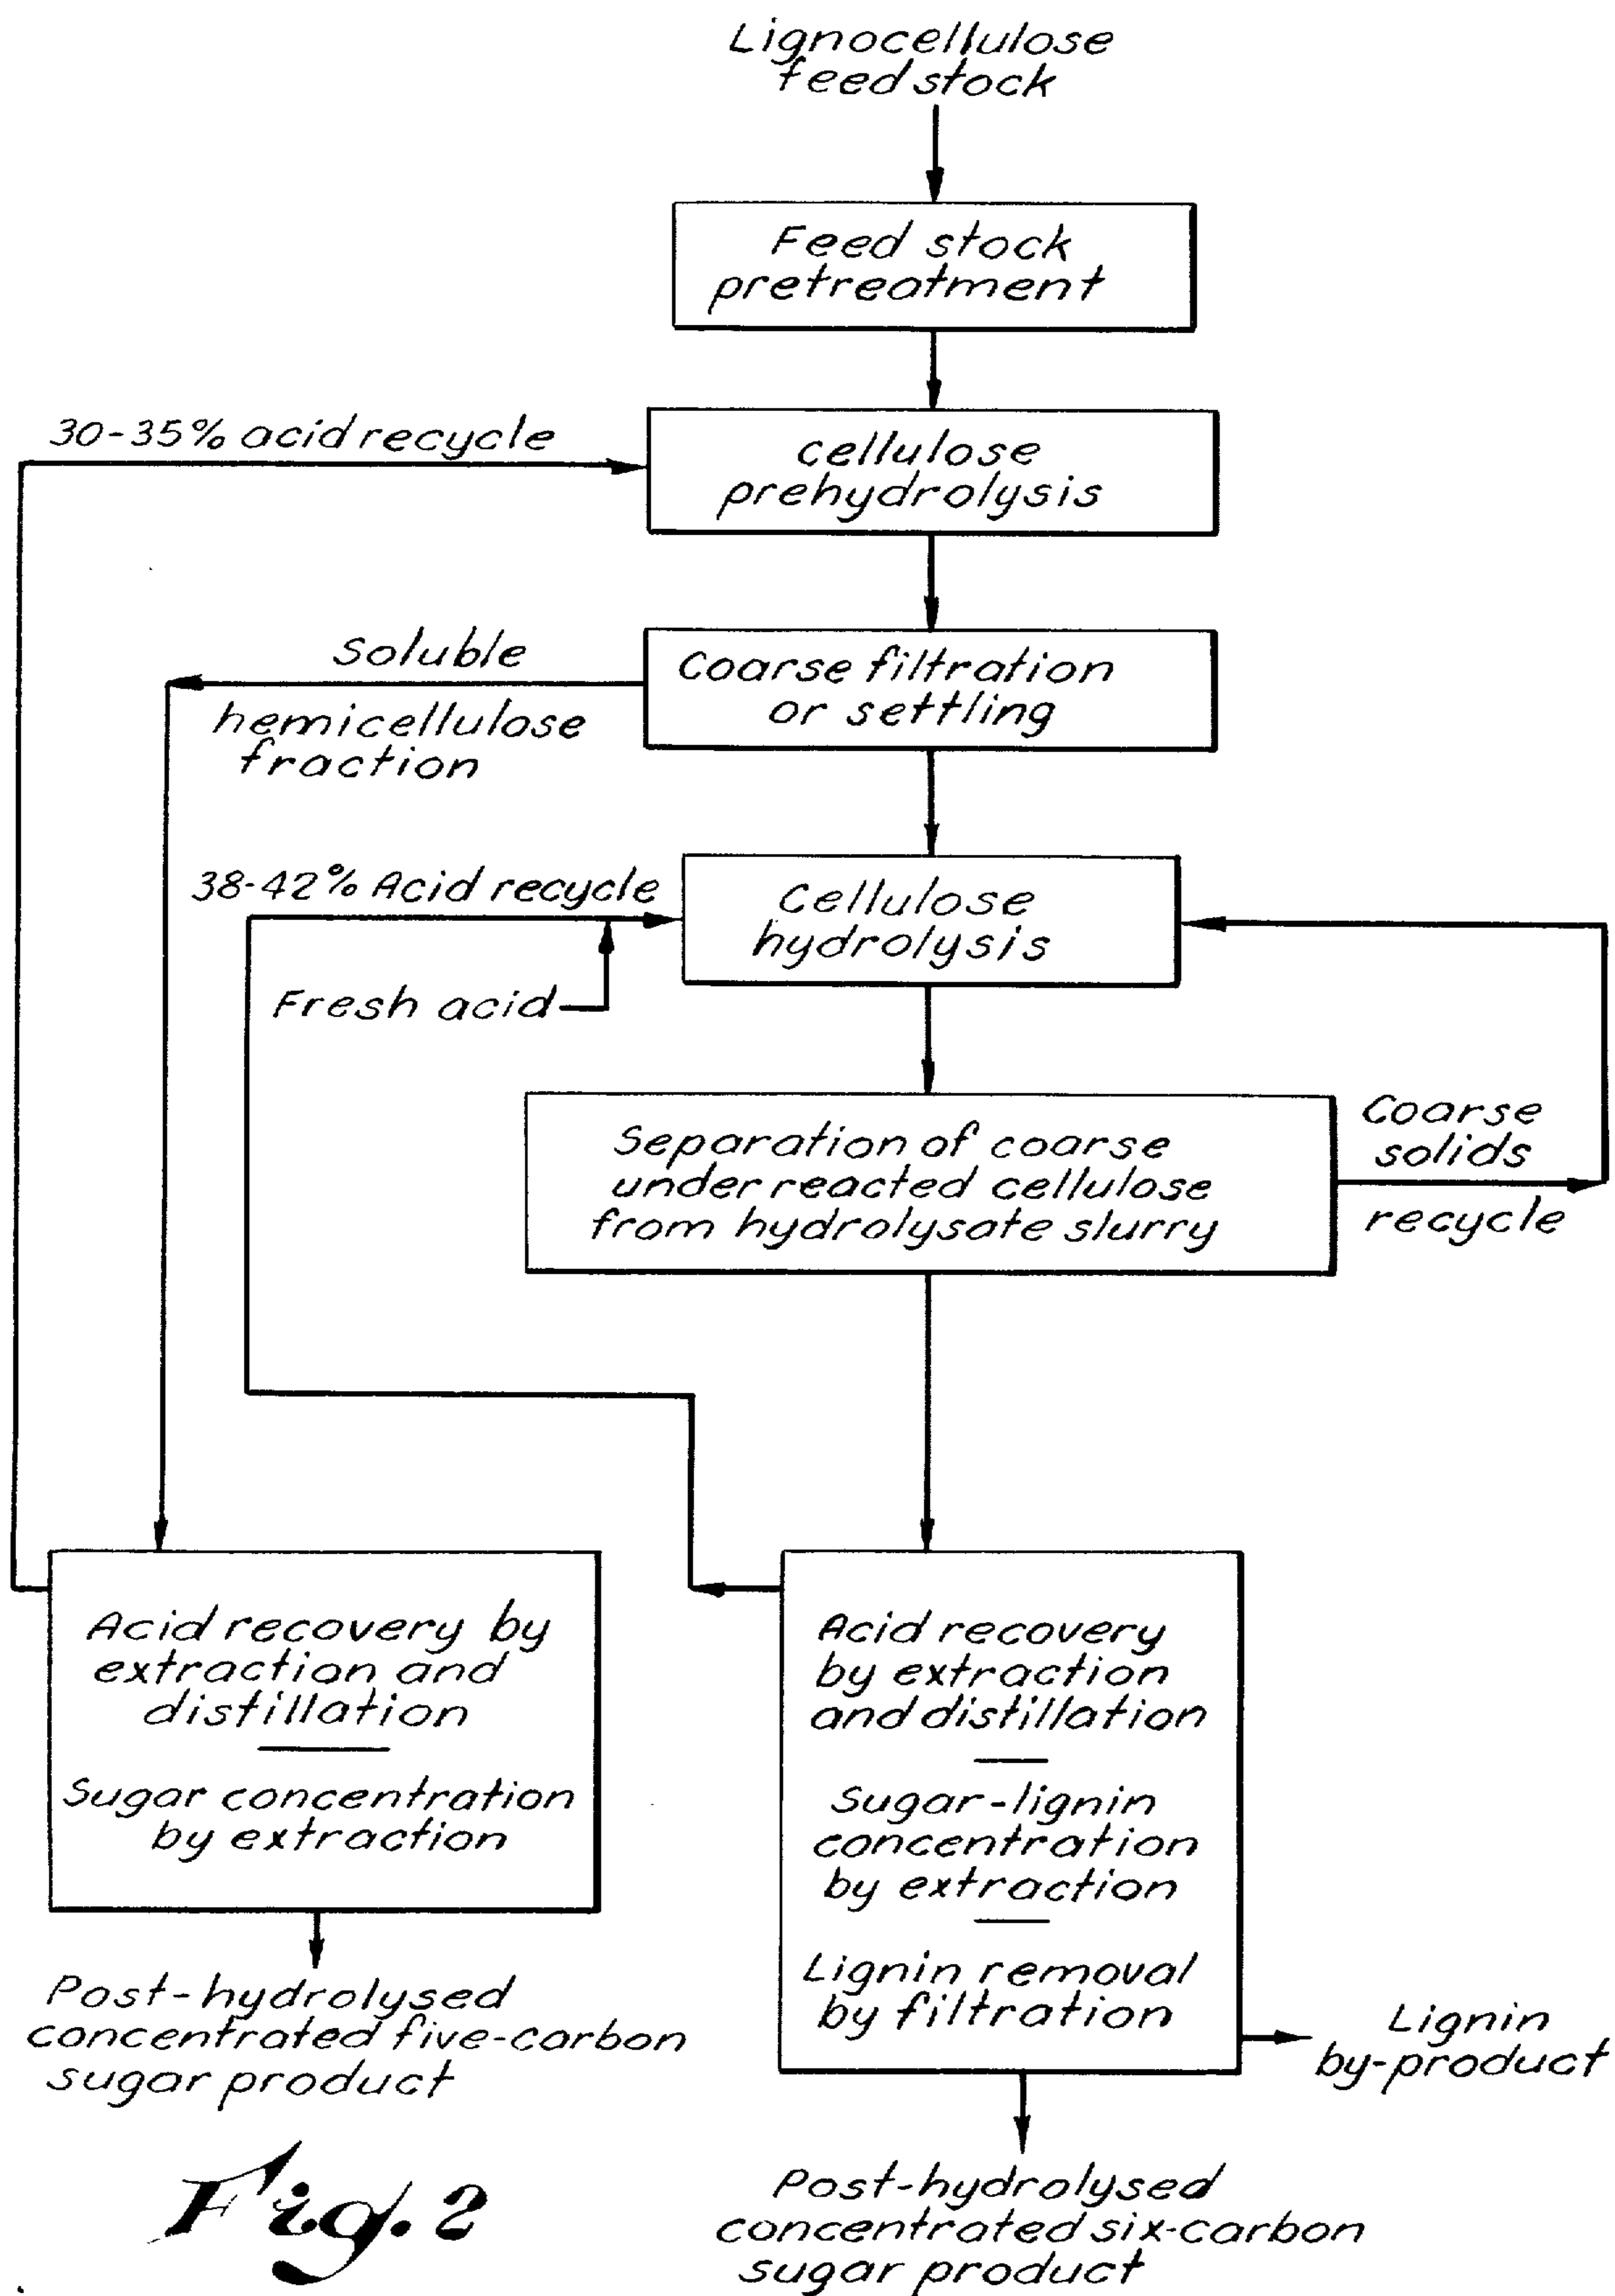 Lignocellulose
feed stock
Feed stock
pretreatment
30-35% acid recycle
cellulose
prehydrolysis
Soluble
hemicellulose
fraction
Coarse filtration
or settling
38-42% Acid recycle
Cellulose
hydrolysis
Fresh acid
Separation of coarse
under reacted cellulose
from hydrolysate slurry
Coarse
solids
recycle
Acid recovery by
extraction and
distillation
Sugar concentration
by extraction
Acid recovery
by extraction
and distillation
Sugar-lignin
concentration
by extraction
Lignin removal
by filtration
Post-hydrolysed
concentrated five-carbon
sugar product
Lignin
by-product
Post-hydrolysed
concentrated six-carbon
sugar product
Fig. 2